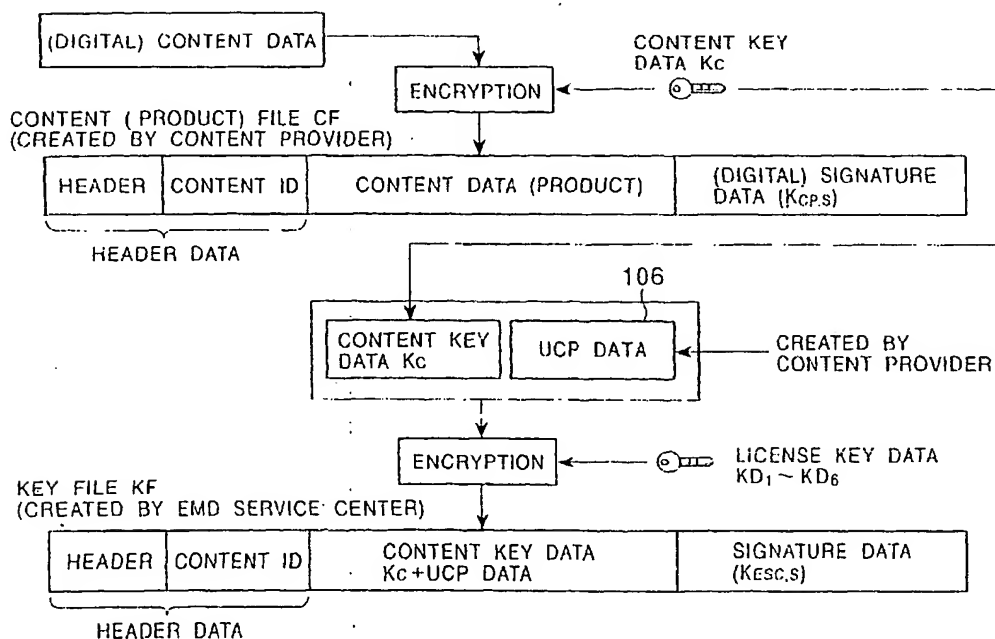 (DIGITAL) CONTENT DATA
CONTENT KEY
DATA Kc
ENCRYPTION
CONTENT (PRODUCT) FILE CF
(CREATED BY CONTENT PROVIDER)
HEADER
CONTENT ID
CONTENT DATA (PRODUCT)
(DIGITAL) SIGNATURE
DATA (KCP,S)
HEADER DATA
106
CONTENT KEY
DATA Kc
UCP DATA
CREATED BY
CONTENT PROVIDER
ENCRYPTION
LICENSE KEY DATA
KD1 ~ KD6
KEY FILE KF
(CREATED BY EMD SERVICE CENTER)
HEADER
CONTENT ID
CONTENT KEY DATA
Kc+UCP DATA
SIGNATURE DATA
(KESC,S)
HEADER DATA